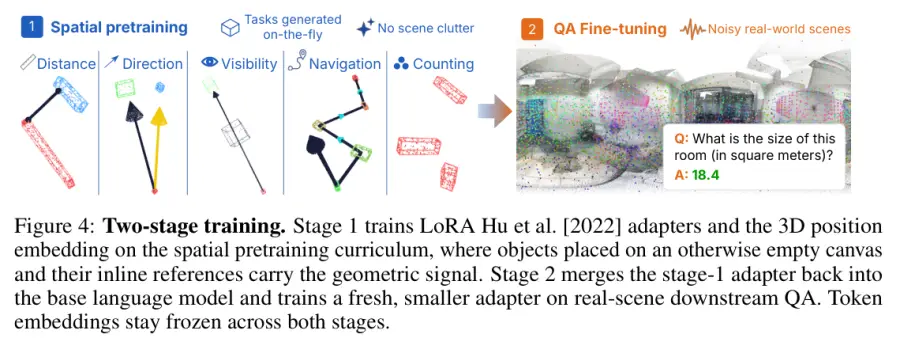 1 Spatial pretraining
Tasks generated
on-the-fly
No scene clutter
Distance
Direction
Visibility
Navigation
Counting
2 QA Fine-tuning
Noisy real-world scenes
Q: What is the size of this
room (in square meters)?
A: 18.4
Figure 4: Two-stage training. Stage 1 trains LoRA Hu et al. [2022] adapters and the 3D position
embedding on the spatial pretraining curriculum, where objects placed on an otherwise empty canvas
and their inline references carry the geometric signal. Stage 2 merges the stage-1 adapter back into
the base language model and trains a fresh, smaller adapter on real-scene downstream QA. Token
embeddings stay frozen across both stages.